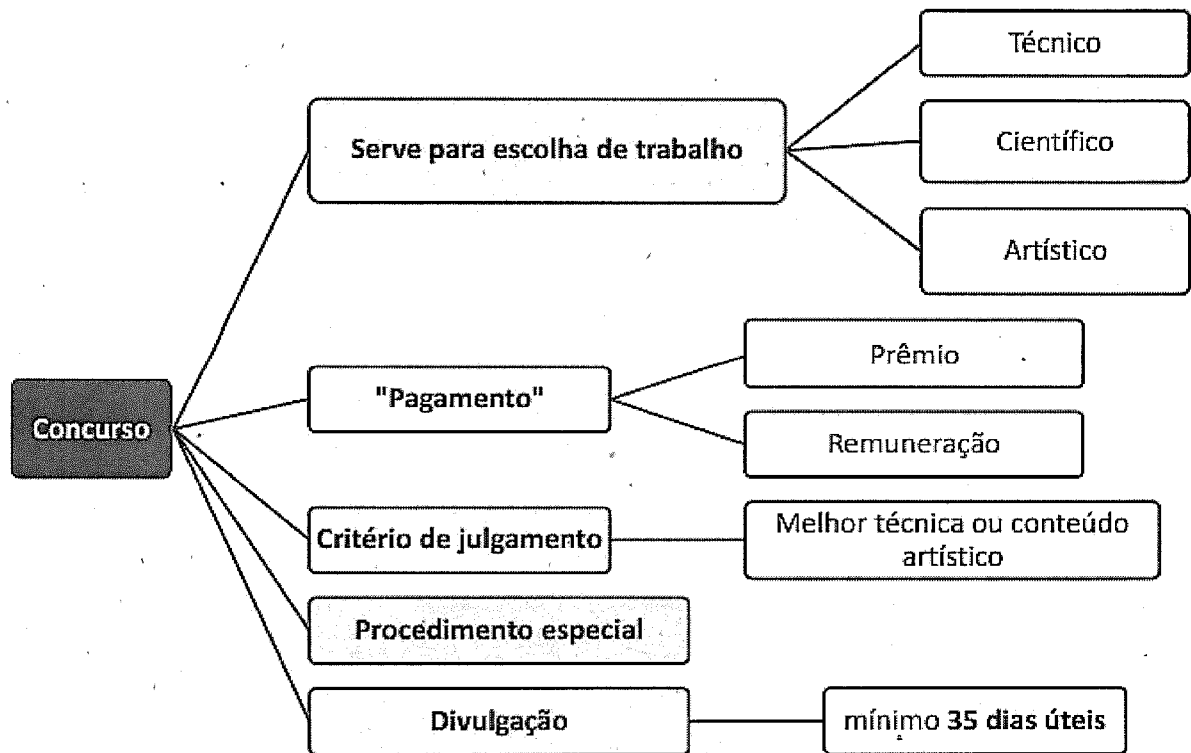 Concurso
Serve para escolha de trabalho
Técnico
Científico
Artístico
"Pagamento"
Prêmio
Remuneração
Critério de julgamento
Melhor técnica ou conteúdo
artístico
Procedimento especial
Divulgação
mínimo 35 dias úteis